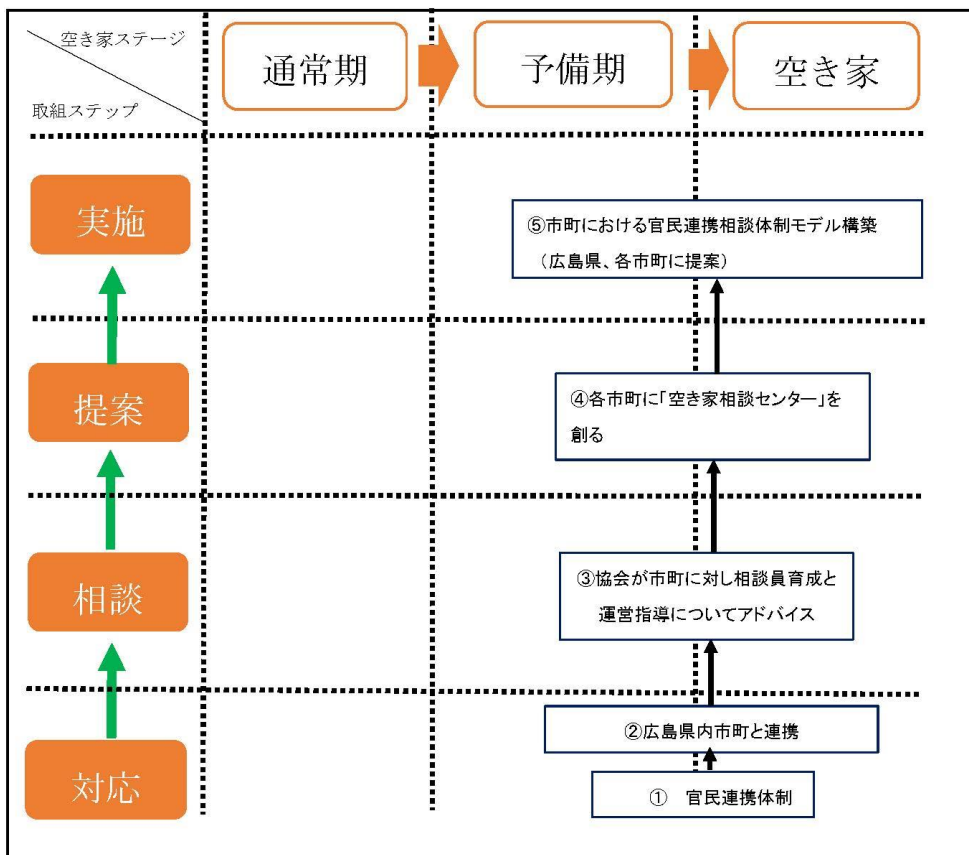 空き家ステージ
取組ステップ
通常期
予備期
空き家
実施
⑤市町における官民連携相談体制モデル構築
（広島県、各市町に提案）
提案
④各市町に「空き家相談センター」を
創る
相談
③協会が市町に対し相談員育成と
運営指導についてアドバイス
②広島県内市町と連携
対応
①　官民連携体制